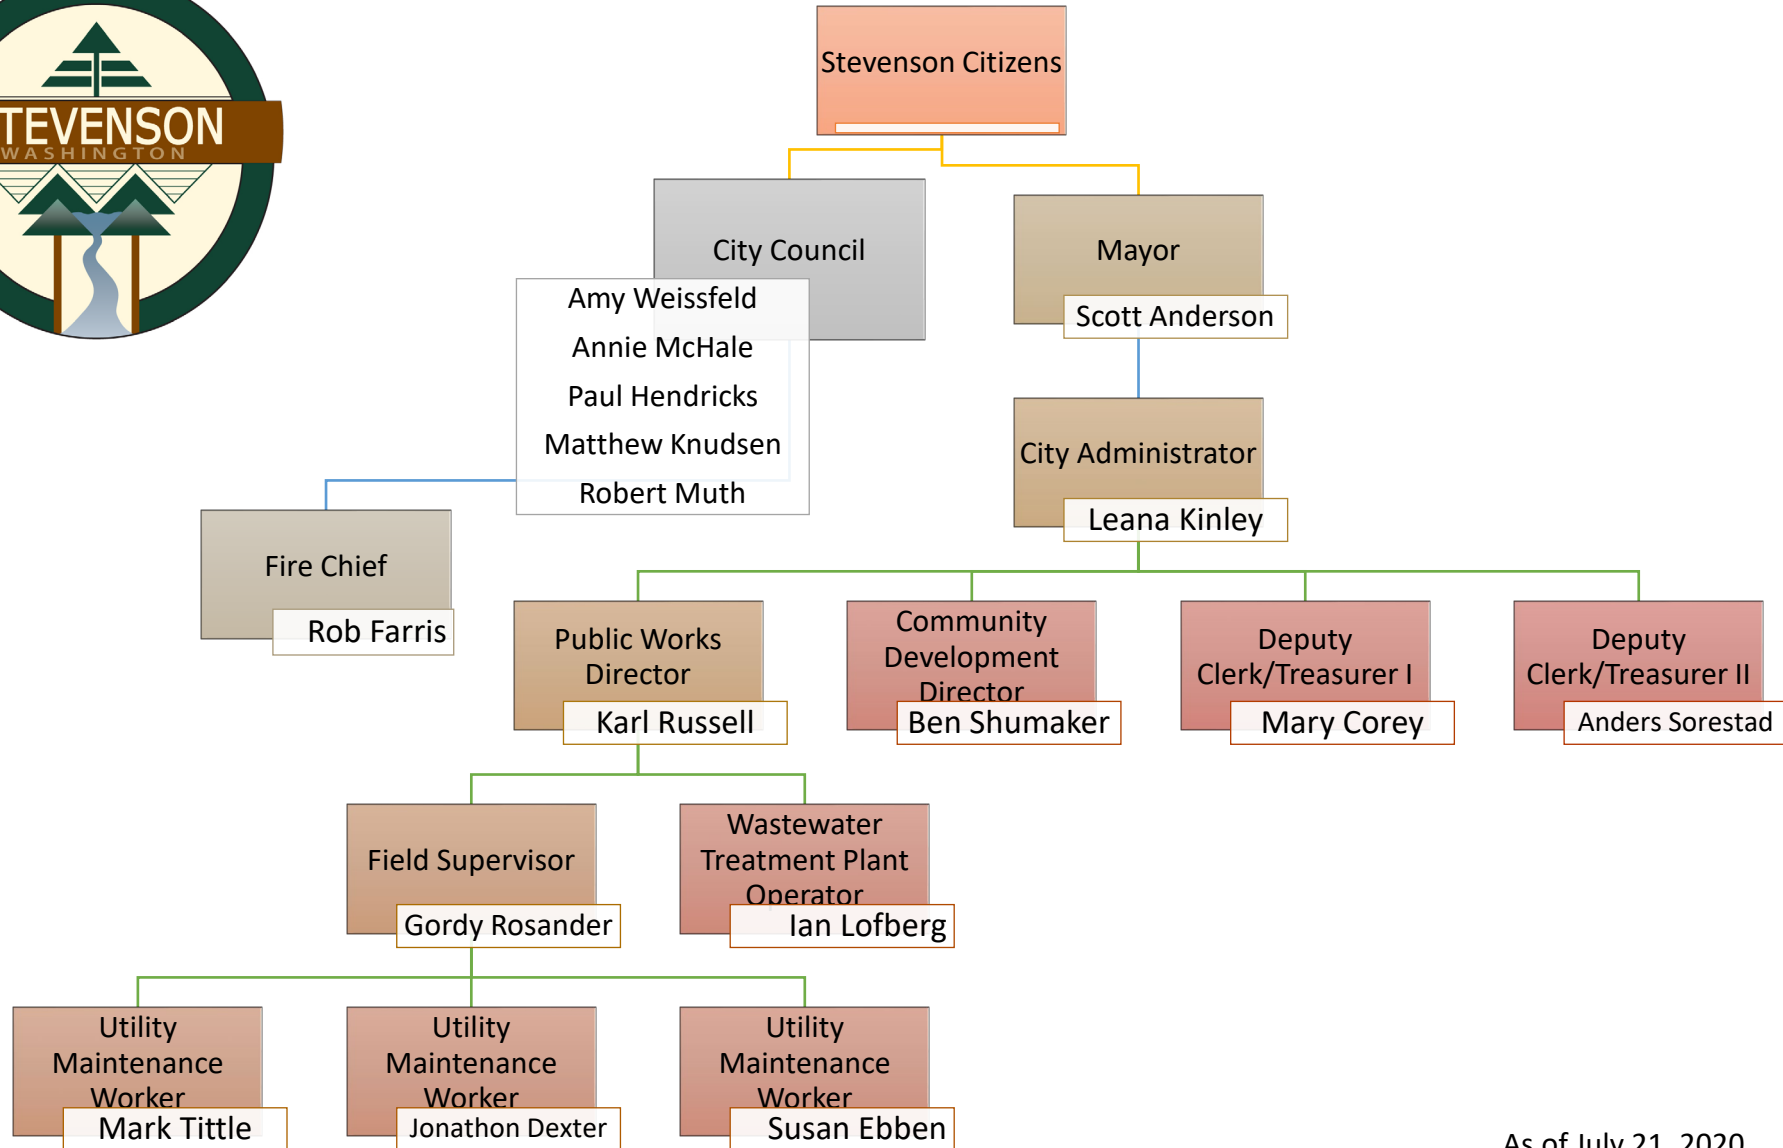 TEVENSON
WASHINGTON
Stevenson Citizens
City Council
Amy Weissfeld
Annie McHale
Paul Hendricks
Matthew Knudsen
Robert Muth
Mayor
Scott Anderson
City Administrator
Leana Kinley
Fire Chief
Rob Farris
Public Works
Director
Karl Russell
Community
Development
Director
Ben Shumaker
Deputy
Clerk/Treasurer I
Mary Corey
Deputy
Clerk/Treasurer II
Anders Sorestad
Field Supervisor
Gordy Rosander
Wastewater
Treatment Plant
Operator
Ian Lofberg
Utility
Maintenance
Worker
Mark Tittle
Utility
Maintenance
Worker
Jonathon Dexter
Utility
Maintenance
Worker
Susan Ebben
As of July 21, 2020